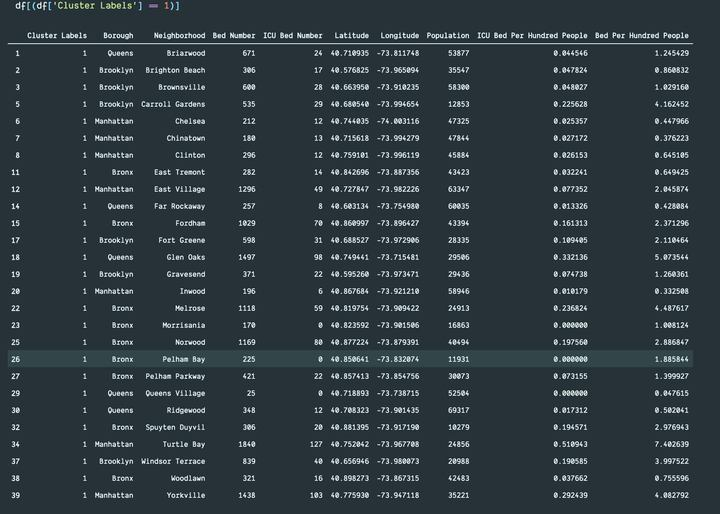 df[(df['Cluster Labels'] == 1)]
Cluster Labels Borough Neighborhood Bed Number ICU Bed Number Latitude Longitude Population ICU Bed Per Hundred People Bed Per Hundred People
1 1 Queens Briarwood 671 24 40.710935 -73.811748 53877 0.044546 1.245429
2 1 Brooklyn Brighton Beach 306 17 40.576825 -73.965094 35547 0.047824 0.860832
3 1 Brooklyn Brownsville 600 28 40.663950 -73.910235 58300 0.048027 1.029160
5 1 Brooklyn Carroll Gardens 535 29 40.680540 -73.994654 12853 0.225628 4.162452
6 1 Manhattan Chelsea 212 12 40.744035 -74.003116 47325 0.025357 0.447966
7 1 Manhattan Chinatown 180 13 40.715618 -73.994279 47844 0.027172 0.376223
8 1 Manhattan Clinton 296 12 40.759101 -73.996119 45884 0.026153 0.645105
11 1 Bronx East Tremont 282 14 40.842696 -73.887356 43423 0.032241 0.649425
12 1 Manhattan East Village 1296 49 40.727847 -73.982226 63347 0.077352 2.045874
14 1 Queens Far Rockaway 257 8 40.603134 -73.754980 60035 0.013326 0.428084
15 1 Bronx Fordham 1029 70 40.860997 -73.896427 43394 0.161313 2.371296
17 1 Brooklyn Fort Greene 598 31 40.688527 -73.972906 28335 0.109405 2.110464
18 1 Queens Glen Oaks 1497 98 40.749441 -73.715481 29506 0.332136 5.073544
19 1 Brooklyn Gravesend 371 22 40.595260 -73.973471 29436 0.074738 1.260361
20 1 Manhattan Inwood 196 6 40.867684 -73.921210 58946 0.010179 0.332508
22 1 Bronx Melrose 1118 59 40.819754 -73.909422 24913 0.236824 4.487617
23 1 Bronx Morrisania 170 0 40.823592 -73.901506 16863 0.000000 1.008124
25 1 Bronx Norwood 1169 80 40.877224 -73.879391 40494 0.197560 2.886847
26 1 Bronx Pelham Bay 225 0 40.850641 -73.832074 11931 0.000000 1.885844
27 1 Bronx Pelham Parkway 421 22 40.857413 -73.854756 30073 0.073155 1.399927
29 1 Queens Queens Village 25 0 40.718893 -73.738715 52504 0.000000 0.047615
30 1 Queens Ridgewood 348 12 40.708323 -73.901435 69317 0.017312 0.502041
32 1 Bronx Spuyten Duyvil 306 20 40.881395 -73.917190 10279 0.194571 2.976943
34 1 Manhattan Turtle Bay 1840 127 40.752042 -73.967708 24856 0.510943 7.402639
37 1 Brooklyn Windsor Terrace 839 40 40.656946 -73.980073 20988 0.190585 3.997522
38 1 Bronx Woodlawn 321 16 40.898273 -73.867315 42483 0.037662 0.755596
39 1 Manhattan Yorkville 1438 103 40.775930 -73.947118 35221 0.292439 4.082792